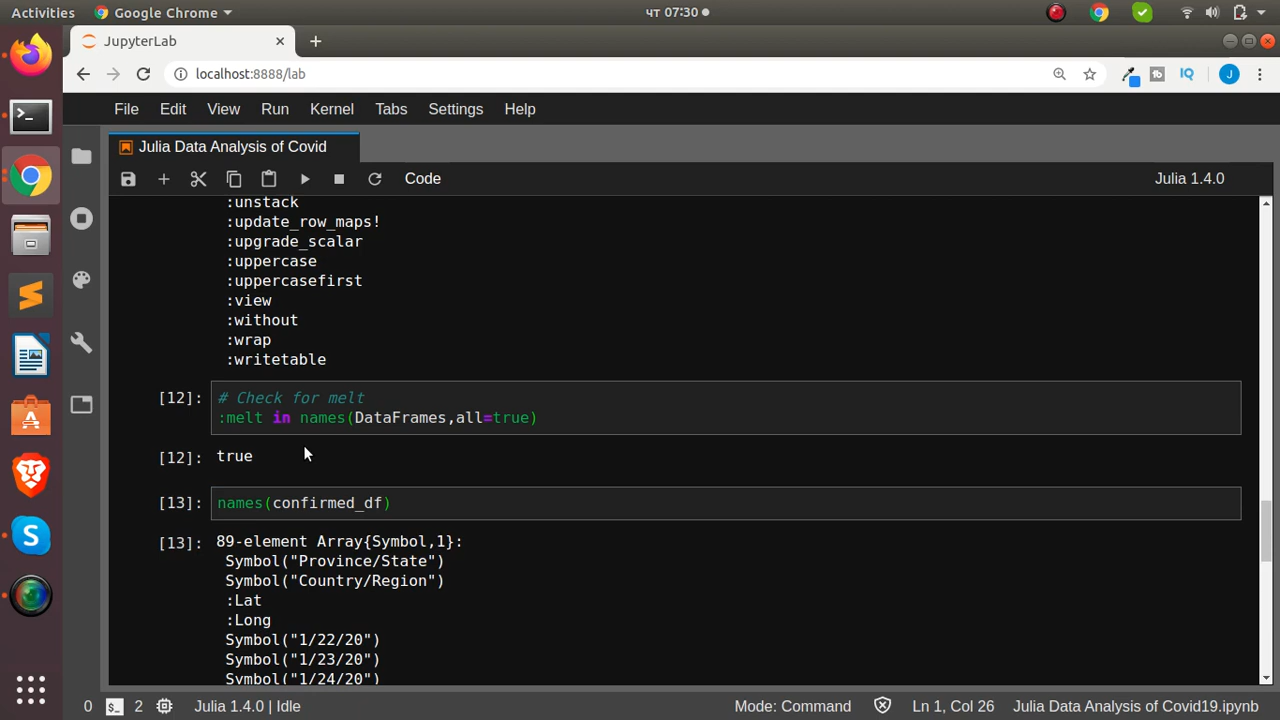 Activities Google Chrome чт 07:30
JupyterLab
localhost:8888/lab
File Edit View Run Kernel Tabs Settings Help
Julia Data Analysis of Covid
Code Julia 1.4.0
:unstack
:update_row_maps!
:upgrade_scalar
:uppercase
:uppercasefirst
:view
:without
:wrap
:writetable
[12]: # Check for melt
:melt in names(DataFrames,all=true)
[12]: true
[13]: names(confirmed_df)
[13]: 89-element Array{Symbol,1}:
Symbol("Province/State")
Symbol("Country/Region")
:Lat
:Long
Symbol("1/22/20")
Symbol("1/23/20")
Symbol("1/24/20")
0 2 Julia 1.4.0 | Idle Mode: Command Ln 1, Col 26 Julia Data Analysis of Covid19.ipynb